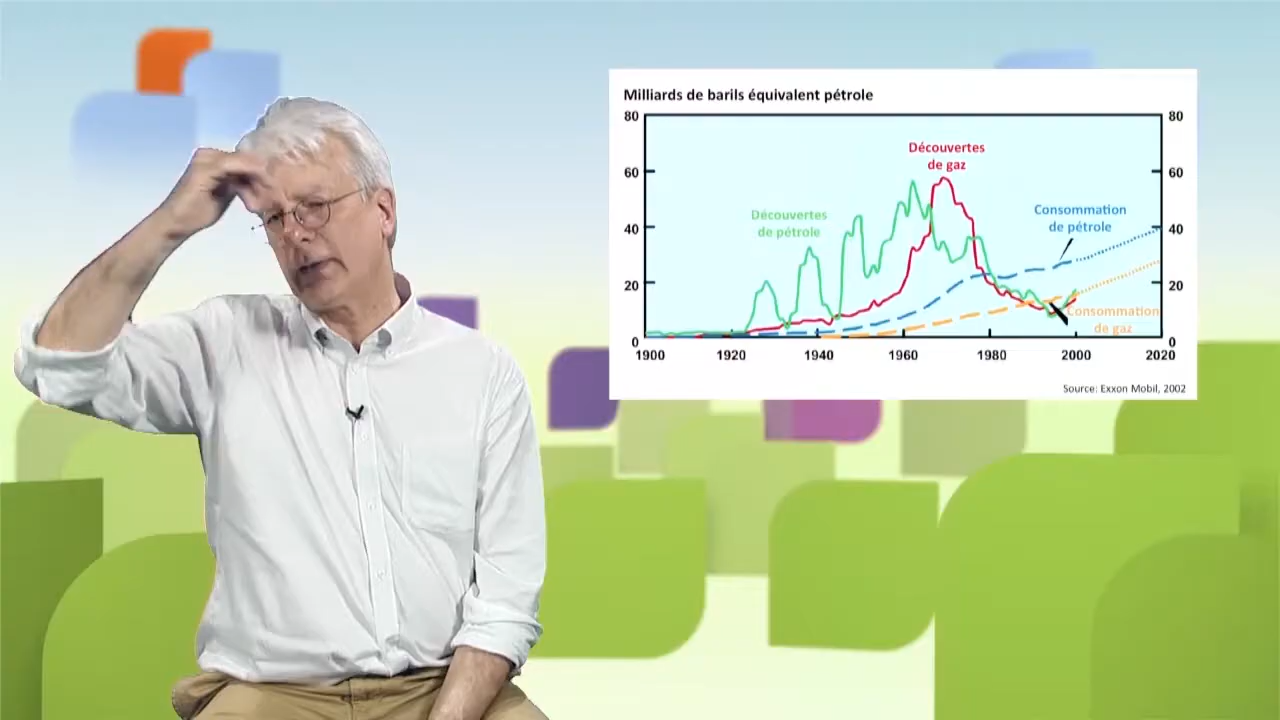 Milliards de barils équivalent pétrole
80
80
Découvertes
de gaz
60
60
Découvertes
de pétrole
Consommation
de pétrole
40
40
20
20
Consommation
de gaz
0
0
1900
1920
1940
1960
1980
2000
2020
Source: Exxon Mobil, 2002